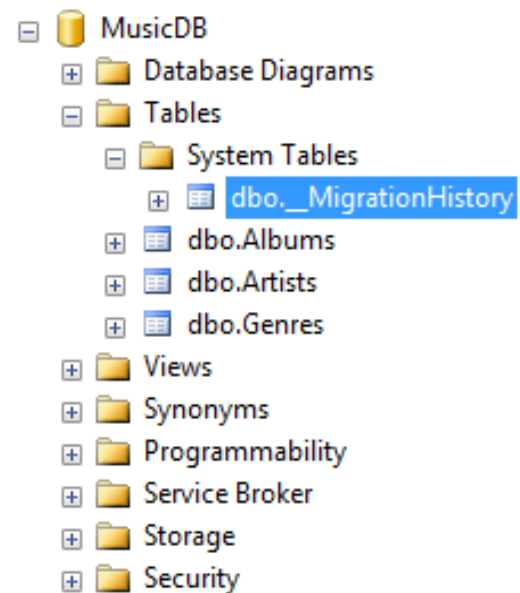 MusicDB
Database Diagrams
Tables
System Tables
dbo.__MigrationHistory
dbo.Albums
dbo.Artists
dbo.Genres
Views
Synonyms
Programmability
Service Broker
Storage
Security